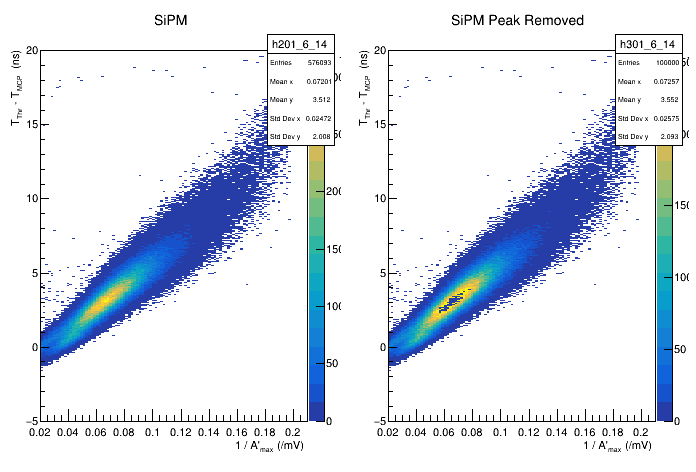 SiPM
SiPM Peak Removed
h201_6_14
Entries 576093
Mean x 0.07201
Mean y 3.512
Std Dev x 0.02472
Std Dev y 2.008
T_Thr - T_MCP (ns)
20
15
10
5
0
−5
0.02 0.04 0.06 0.08 0.1 0.12 0.14 0.16 0.18 0.2
1 / A'_max (/mV)
200
150
100
50
0
h301_6_14
Entries 100000
Mean x 0.07257
Mean y 3.552
Std Dev x 0.02575
Std Dev y 2.093
T_Thr - T_MCP (ns)
20
15
10
5
0
−5
0.02 0.04 0.06 0.08 0.1 0.12 0.14 0.16 0.18 0.2
1 / A'_max (/mV)
150
100
50
0